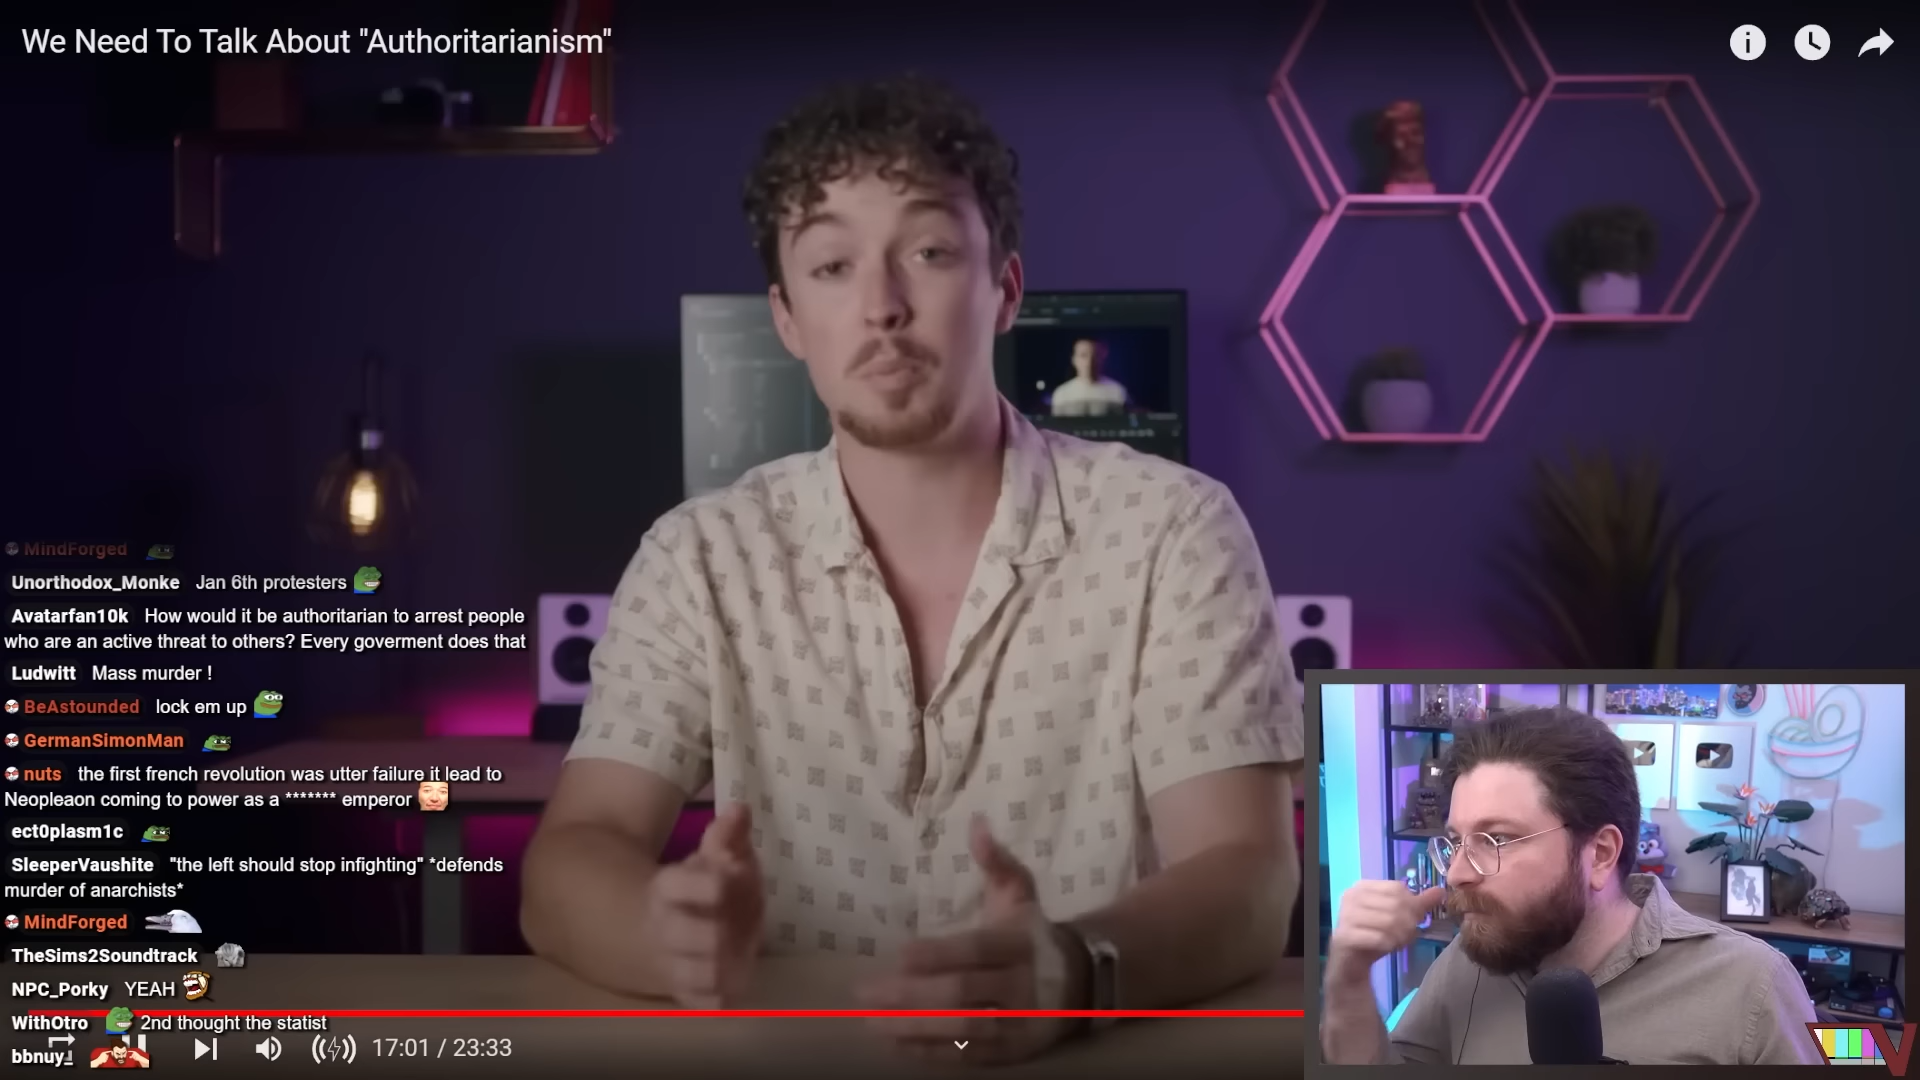 We Need To Talk About "Authoritarianism"
MindForged
Unorthodox_Monke Jan 6th protesters
Avatarfan10k How would it be authoritarian to arrest people
who are an active threat to others? Every goverment does that
Ludwitt Mass murder !
BeAstounded lock em up
GermanSimonMan
nuts the first french revolution was utter failure it lead to
Neopleaon coming to power as a ******* emperor
ect0plasm1c
SleeperVaushite "the left should stop infighting" *defends
murder of anarchists*
MindForged
TheSims2Soundtrack
NPC_Porky YEAH
WithOtro 2nd thought the statist
bbnuy_
17:01 / 23:33
V